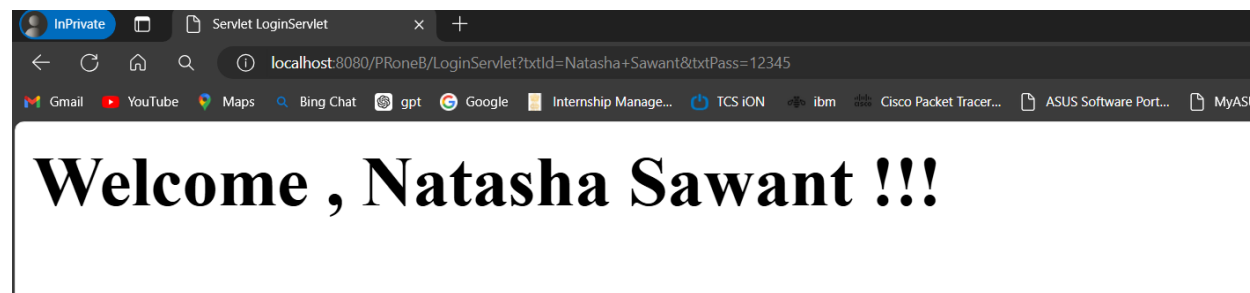 InPrivate Servlet LoginServlet
localhost:8080/PRoneB/LoginServlet?txtId=Natasha+Sawant&txtPass=12345
Gmail YouTube Maps Bing Chat gpt Google Internship Manage... TCS iON ibm Cisco Packet Tracer... ASUS Software Port... MyASU
Welcome , Natasha Sawant !!!